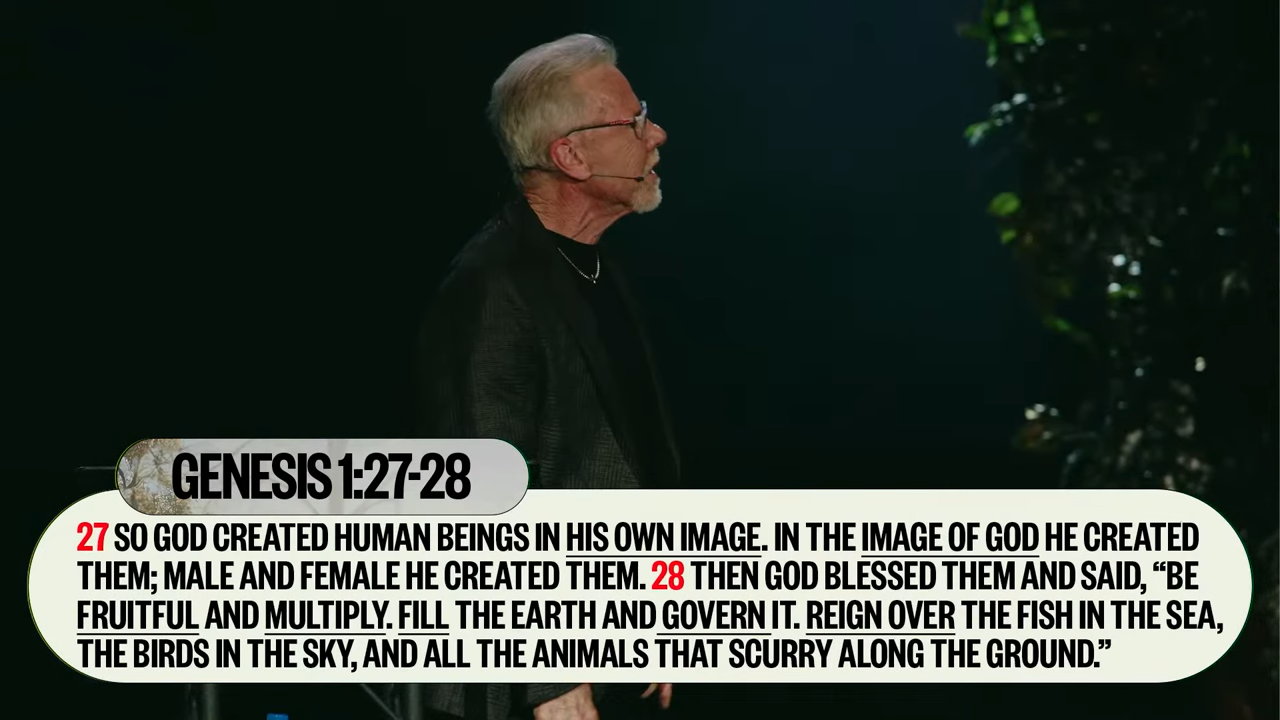 GENESIS 1:27-28
27 SO GOD CREATED HUMAN BEINGS IN HIS OWN IMAGE. IN THE IMAGE OF GOD HE CREATED
THEM; MALE AND FEMALE HE CREATED THEM. 28 THEN GOD BLESSED THEM AND SAID, “BE
FRUITFUL AND MULTIPLY. FILL THE EARTH AND GOVERN IT. REIGN OVER THE FISH IN THE SEA,
THE BIRDS IN THE SKY, AND ALL THE ANIMALS THAT SCURRY ALONG THE GROUND.”